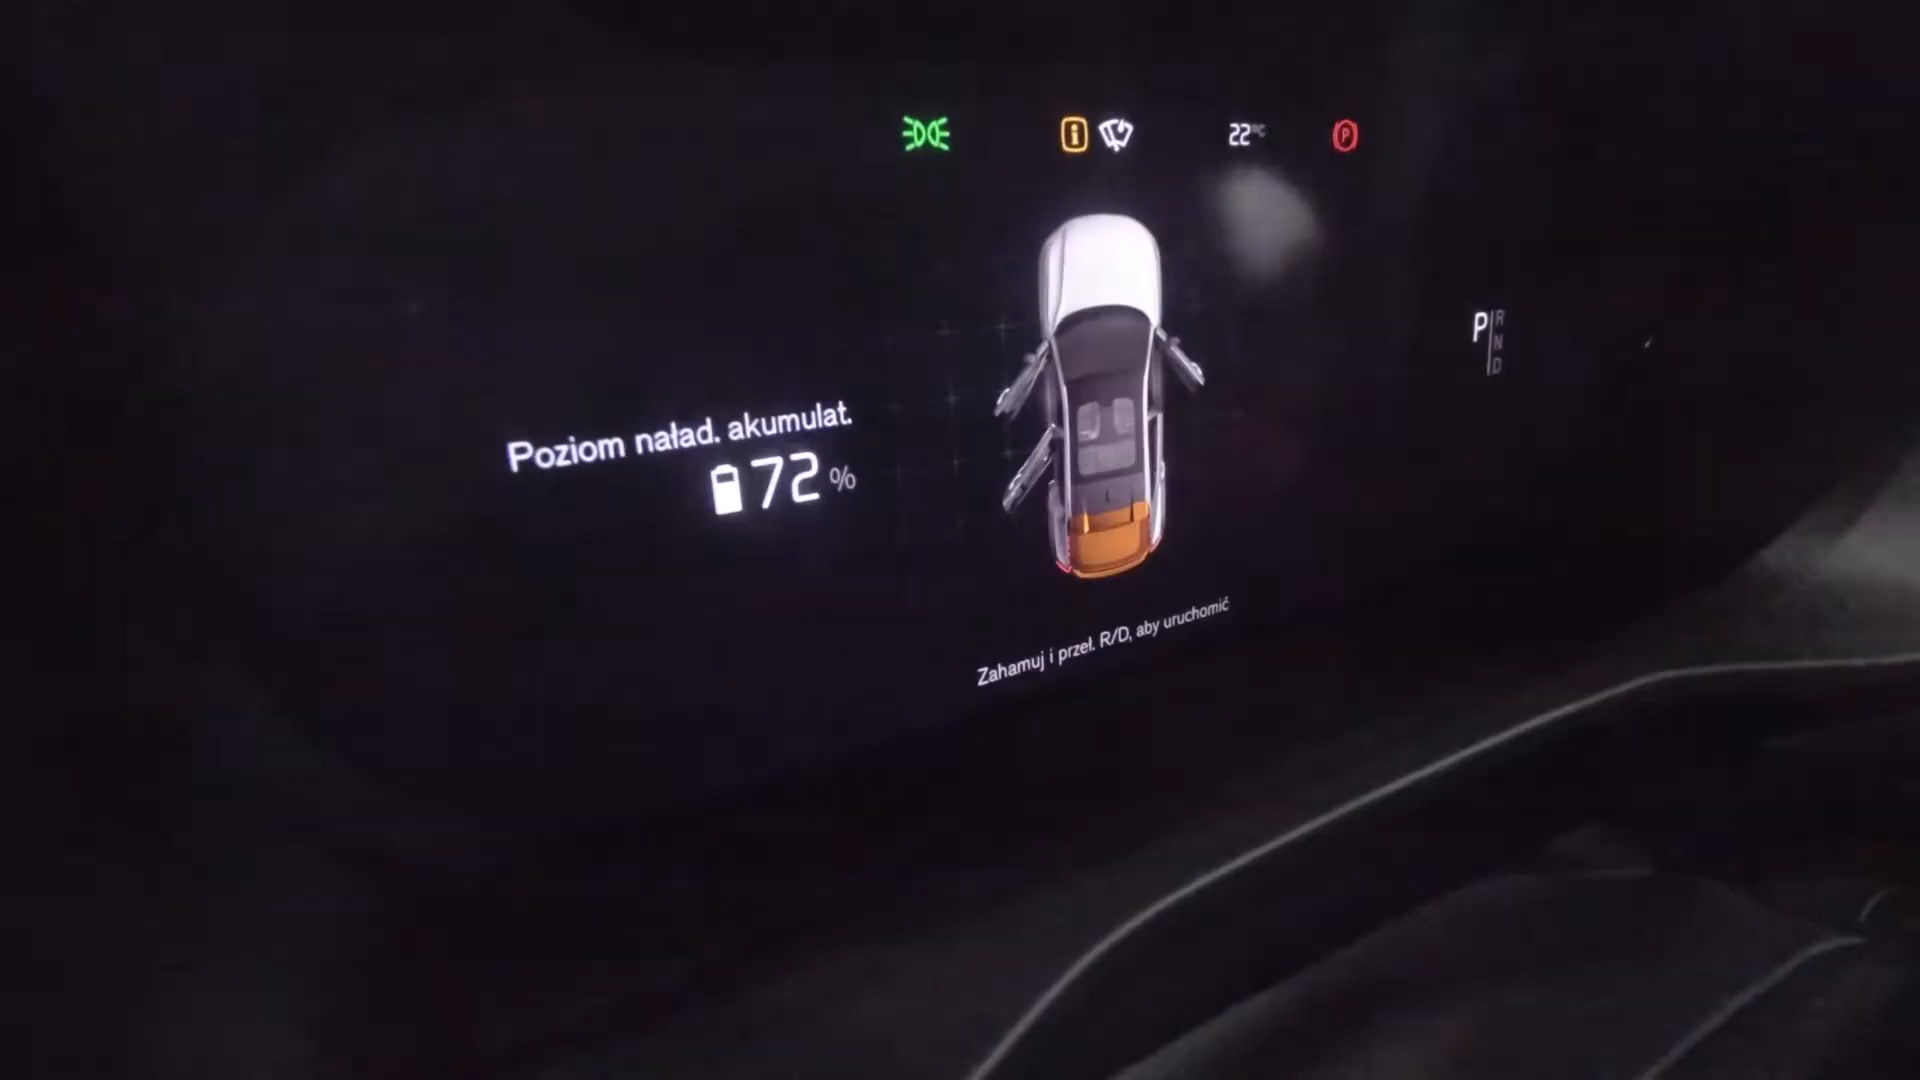 22°C
P
P R
N
D
Poziom naład. akumulat.
72 %
Zahamuj i przeł. R/D, aby uruchomić